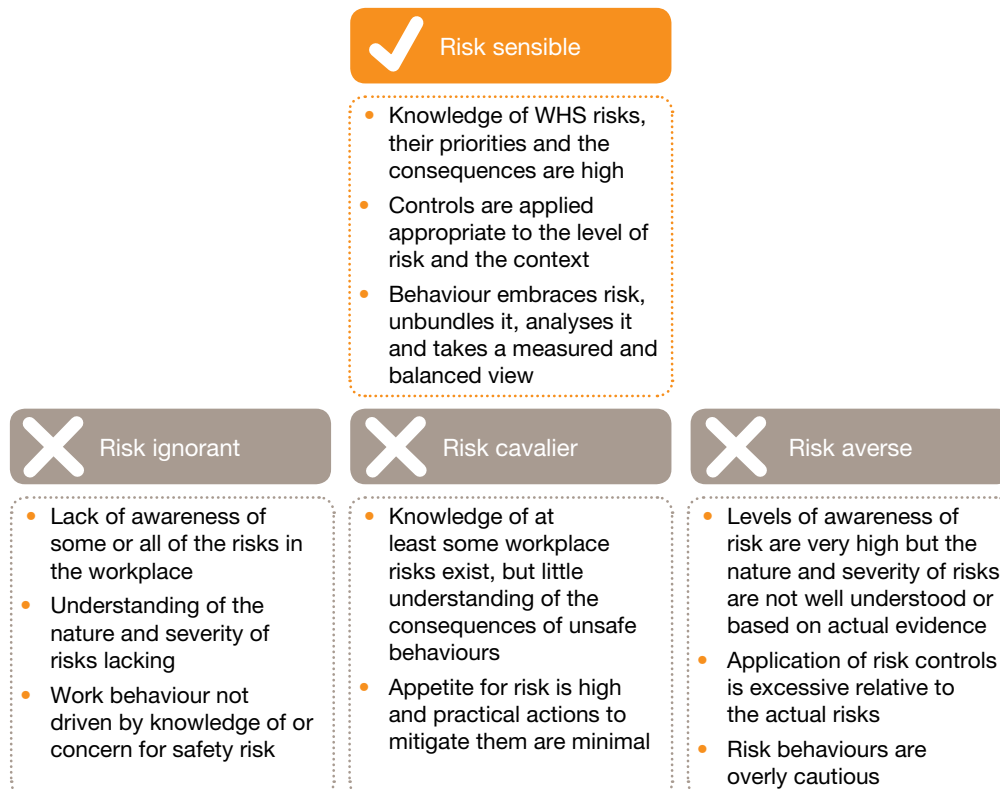 Risk sensible
• Knowledge of WHS risks,
their priorities and the
consequences are high
• Controls are applied
appropriate to the level of
risk and the context
• Behaviour embraces risk,
unbundles it, analyses it
and takes a measured and
balanced view
Risk ignorant
• Lack of awareness of
some or all of the risks in
the workplace
• Understanding of the
nature and severity of
risks lacking
• Work behaviour not
driven by knowledge of or
concern for safety risk
Risk cavalier
• Knowledge of at
least some workplace
risks exist, but little
understanding of the
consequences of unsafe
behaviours
• Appetite for risk is high
and practical actions to
mitigate them are minimal
Risk averse
• Levels of awareness of
risk are very high but the
nature and severity of risks
are not well understood or
based on actual evidence
• Application of risk controls
is excessive relative to
the actual risks
• Risk behaviours are
overly cautious